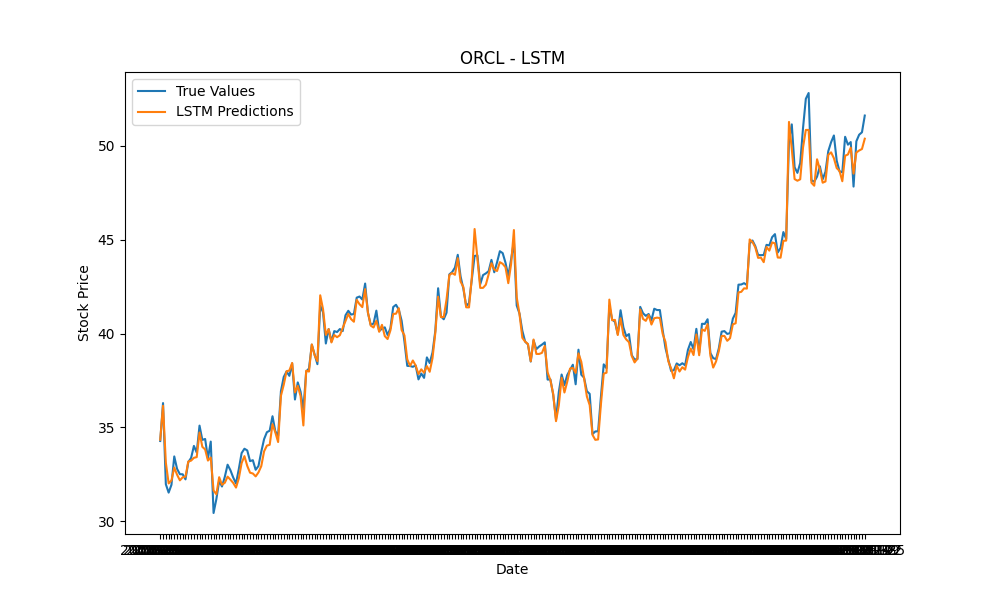 ORCL - LSTM
True Values
LSTM Predictions
50
45
40
35
30
Stock Price
Date